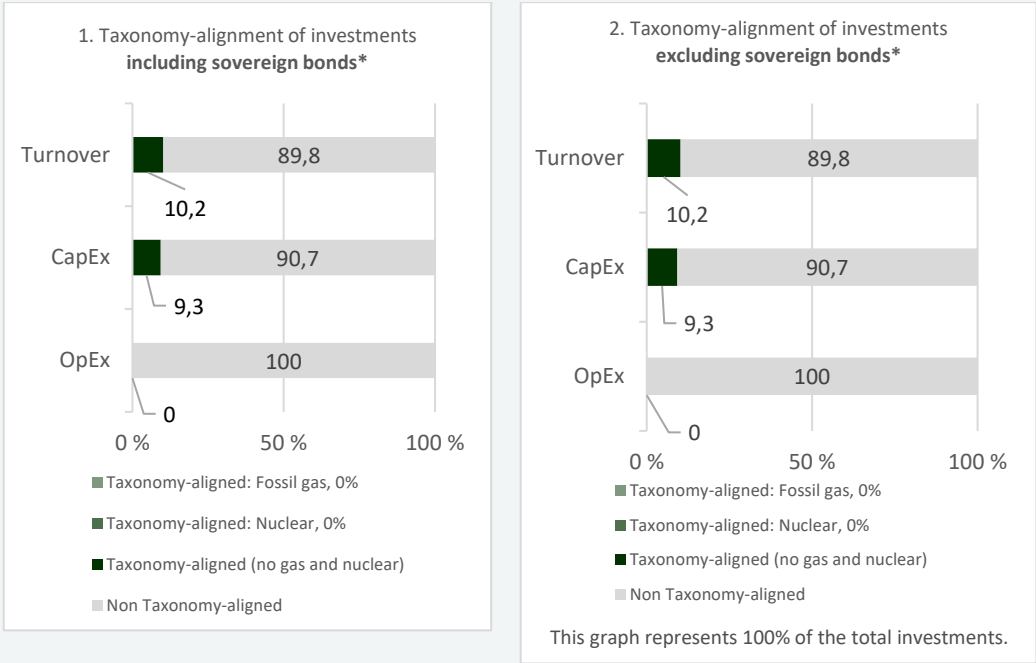 1. Taxonomy-alignment of investments
including sovereign bonds*
Turnover
89,8
10,2
CapEx
90,7
9,3
OpEx
100
0
0 %
50 %
100 %
Taxonomy-aligned: Fossil gas, 0%
Taxonomy-aligned: Nuclear, 0%
Taxonomy-aligned (no gas and nuclear)
Non Taxonomy-aligned
2. Taxonomy-alignment of investments
excluding sovereign bonds*
Turnover
89,8
10,2
CapEx
90,7
9,3
OpEx
100
0
0 %
50 %
100 %
Taxonomy-aligned: Fossil gas, 0%
Taxonomy-aligned: Nuclear, 0%
Taxonomy-aligned (no gas and nuclear)
Non Taxonomy-aligned
This graph represents 100% of the total investments.